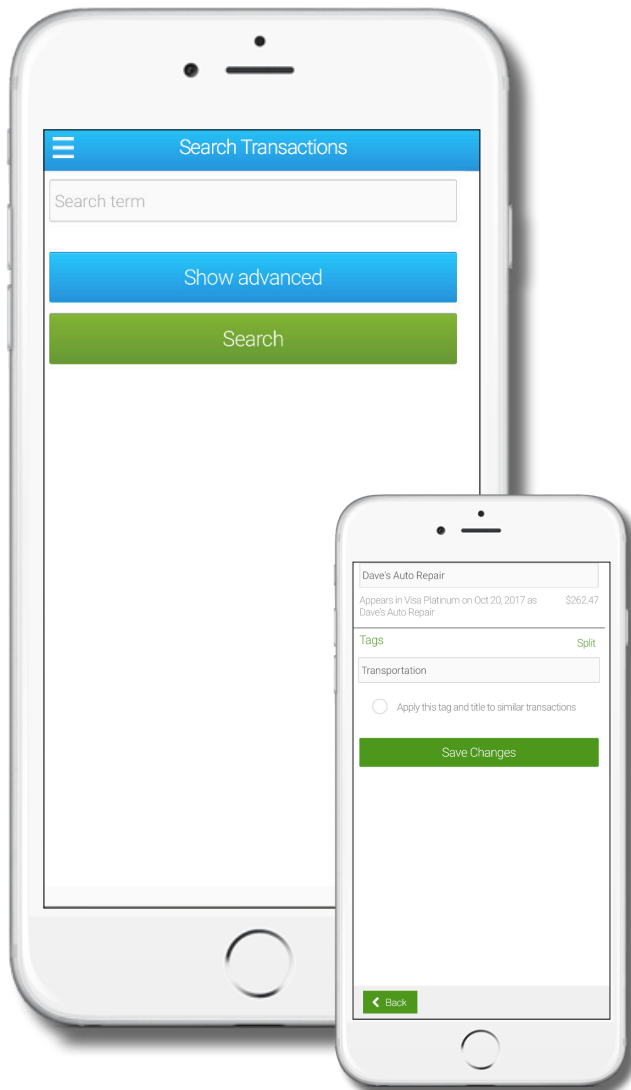 Search Transactions
Search term
Show advanced
Search
Dave's Auto Repair
Appears in Visa Platinum on Oct 20, 2017 as
$262.47
Dave's Auto Repair
Tags
Split
Transportation
Apply this tag and title to similar transactions
Save Changes
Back